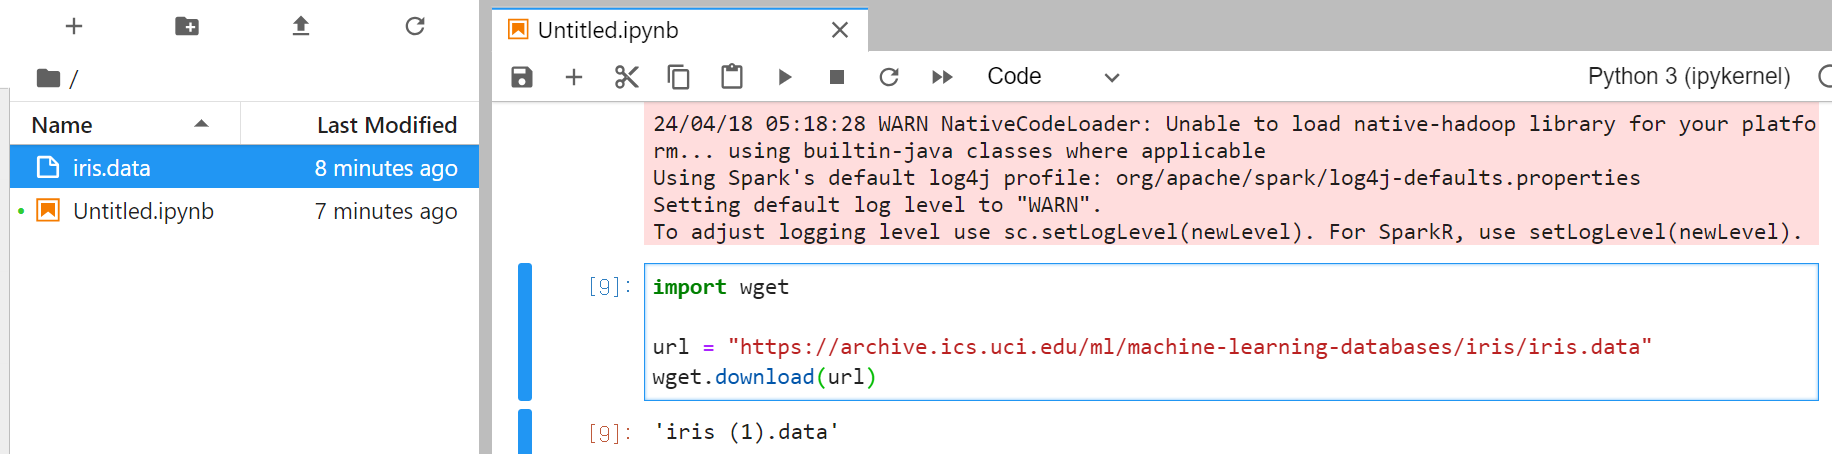 /
Name Last Modified
iris.data 8 minutes ago
Untitled.ipynb 7 minutes ago
Untitled.ipynb
Code Python 3 (ipykernel)
24/04/18 05:18:28 WARN NativeCodeLoader: Unable to load native-hadoop library for your platfo
rm... using builtin-java classes where applicable
Using Spark's default log4j profile: org/apache/spark/log4j-defaults.properties
Setting default log level to "WARN".
To adjust logging level use sc.setLogLevel(newLevel). For SparkR, use setLogLevel(newLevel).
[9]: import wget
url = "https://archive.ics.uci.edu/ml/machine-learning-databases/iris/iris.data"
wget.download(url)
[9]: 'iris (1).data'